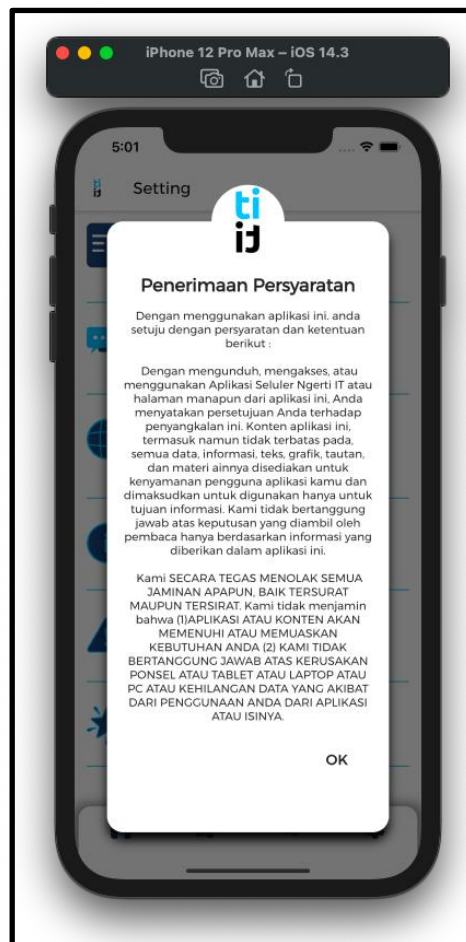 iPhone 12 Pro Max – iOS 14.3
5:01
Setting
ti
it
Penerimaan Persyaratan
Dengan menggunakan aplikasi ini. anda
setuju dengan persyaratan dan ketentuan
berikut :
Dengan mengunduh, mengakses, atau
menggunakan Aplikasi Seluler Ngerti IT atau
halaman manapun dari aplikasi ini, Anda
menyatakan persetujuan Anda terhadap
penyangkalan ini. Konten aplikasi ini,
termasuk namun tidak terbatas pada,
semua data, informasi, teks, grafik, tautan,
dan materi ainnya disediakan untuk
kenyamanan pengguna aplikasi kamu dan
dimaksudkan untuk digunakan hanya untuk
tujuan informasi. Kami tidak bertanggung
jawab atas keputusan yang diambil oleh
pembaca hanya berdasarkan informasi yang
diberikan dalam aplikasi ini.
Kami SECARA TEGAS MENOLAK SEMUA
JAMINAN APAPUN, BAIK TERSURAT
MAUPUN TERSIRAT. Kami tidak menjamin
bahwa (1)APLIKASI ATAU KONTEN AKAN
MEMENUHI ATAU MEMUASKAN
KEBUTUHAN ANDA (2) KAMI TIDAK
BERTANGGUNG JAWAB ATAS KERUSAKAN
PONSEL ATAU TABLET ATAU LAPTOP ATAU
PC ATAU KEHILANGAN DATA YANG AKIBAT
DARI PENGGUNAAN ANDA DARI APLIKASI
ATAU ISINYA.
OK